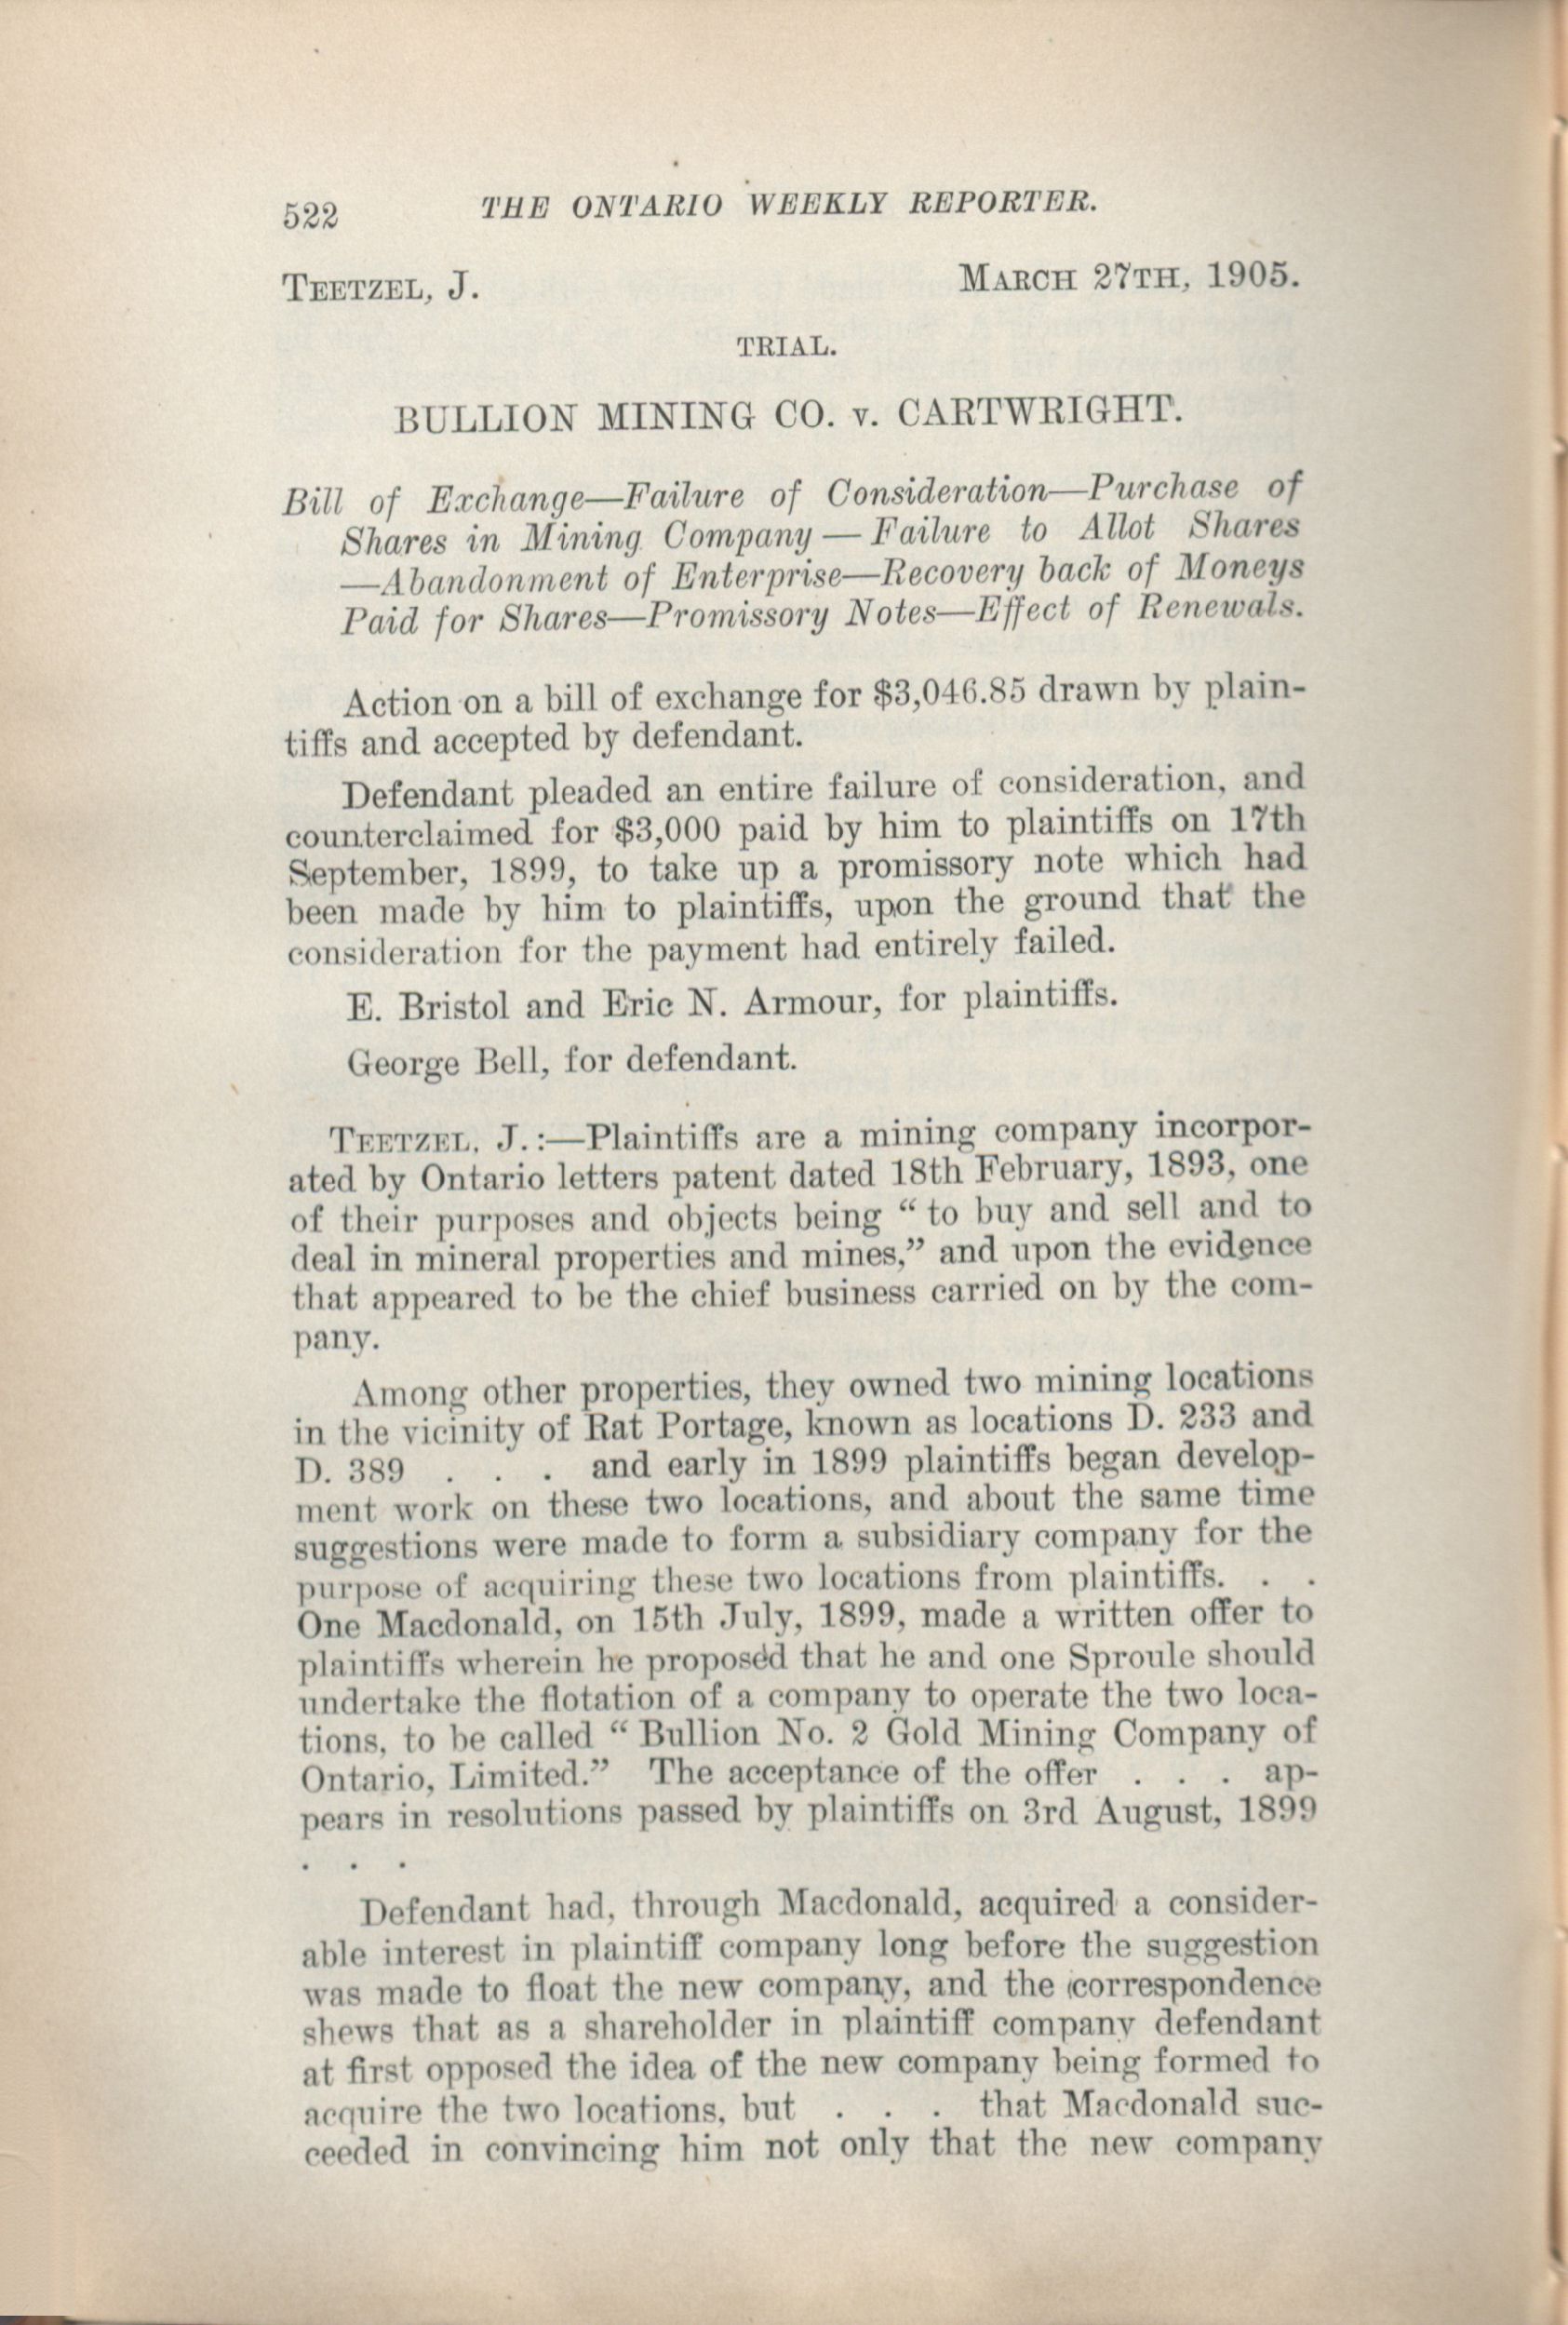 522 THE ONTARIO WEEKLY REPORTER.
TEETZEL, J. MARCH 27TH, 1905.
TRIAL.
BULLION MINING CO. v. CARTWRIGHT.
Bill of Exchange—Failure of Consideration—Purchase of
Shares in Mining Company — Failure to Allot Shares
—Abandonment of Enterprise—Recovery back of Moneys
Paid for Shares—Promissory Notes—Effect of Renewals.
Action on a bill of exchange for $3,046.85 drawn by plain-
tiffs and accepted by defendant.
Defendant pleaded an entire failure of consideration, and
counterclaimed for $3,000 paid by him to plaintiffs on 17th
September, 1899, to take up a promissory note which had
been made by him to plaintiffs, upon the ground that the
consideration for the payment had entirely failed.
E. Bristol and Eric N. Armour, for plaintiffs.
George Bell, for defendant.
TEETZEL, J.:—Plaintiffs are a mining company incorpor-
ated by Ontario letters patent dated 18th February, 1893, one
of their purposes and objects being “ to buy and sell and to
deal in mineral properties and mines,” and upon the evidence
that appeared to be the chief business carried on by the com-
pany.
Among other properties, they owned two mining locations
in the vicinity of Rat Portage, known as locations D. 233 and
D. 389 . . . and early in 1899 plaintiffs began develop-
ment work on these two locations, and about the same time
suggestions were made to form a subsidiary company for the
purpose of acquiring these two locations from plaintiffs. . .
One Macdonald, on 15th July, 1899, made a written offer to
plaintiffs wherein he proposed that he and one Sproule should
undertake the flotation of a company to operate the two loca-
tions, to be called “ Bullion No. 2 Gold Mining Company of
Ontario, Limited.” The acceptance of the offer . . . ap-
pears in resolutions passed by plaintiffs on 3rd August, 1899
. . .
Defendant had, through Macdonald, acquired a consider-
able interest in plaintiff company long before the suggestion
was made to float the new company, and the correspondence
shews that as a shareholder in plaintiff company defendant
at first opposed the idea of the new company being formed to
acquire the two locations, but . . . that Macdonald suc-
ceeded in convincing him not only that the new company